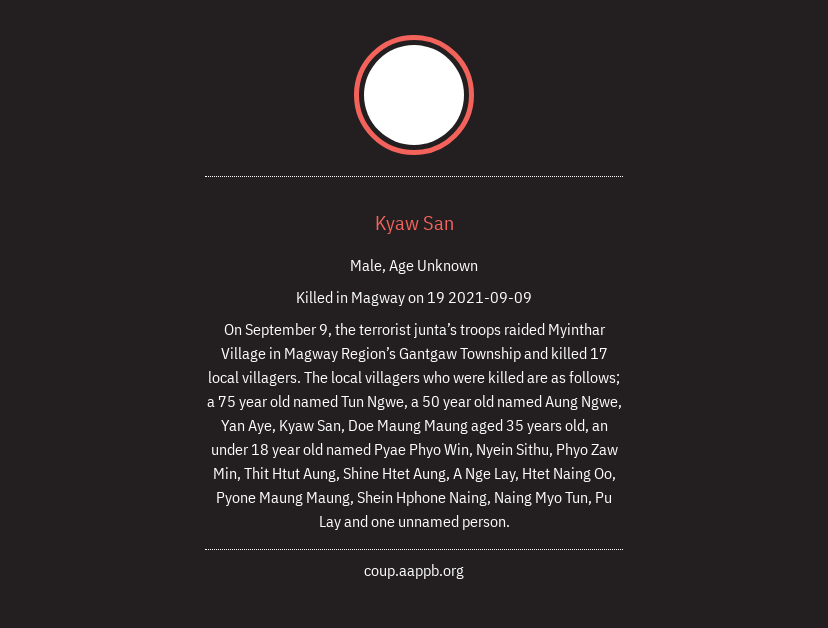 Kyaw San
Male, Age Unknown
Killed in Magway on 19 2021-09-09
On September 9, the terrorist junta’s troops raided Myinthar
Village in Magway Region’s Gantgaw Township and killed 17
local villagers. The local villagers who were killed are as follows;
a 75 year old named Tun Ngwe, a 50 year old named Aung Ngwe,
Yan Aye, Kyaw San, Doe Maung Maung aged 35 years old, an
under 18 year old named Pyae Phyo Win, Nyein Sithu, Phyo Zaw
Min, Thit Htut Aung, Shine Htet Aung, A Nge Lay, Htet Naing Oo,
Pyone Maung Maung, Shein Hphone Naing, Naing Myo Tun, Pu
Lay and one unnamed person.
coup.aappb.org